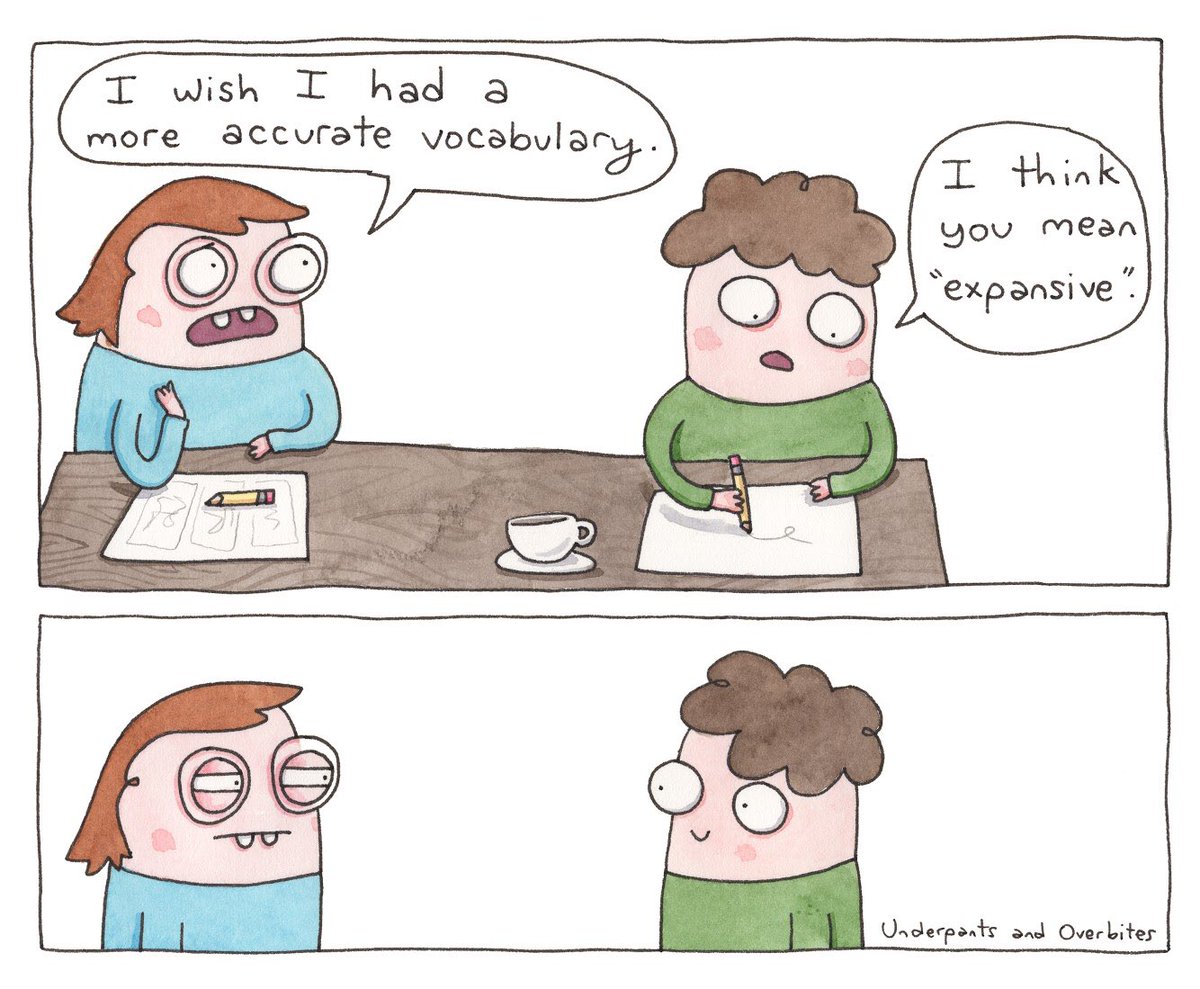 I wish I had a
more accurate vocabulary.
I think
you mean
"expansive".
Underpants and Overbites